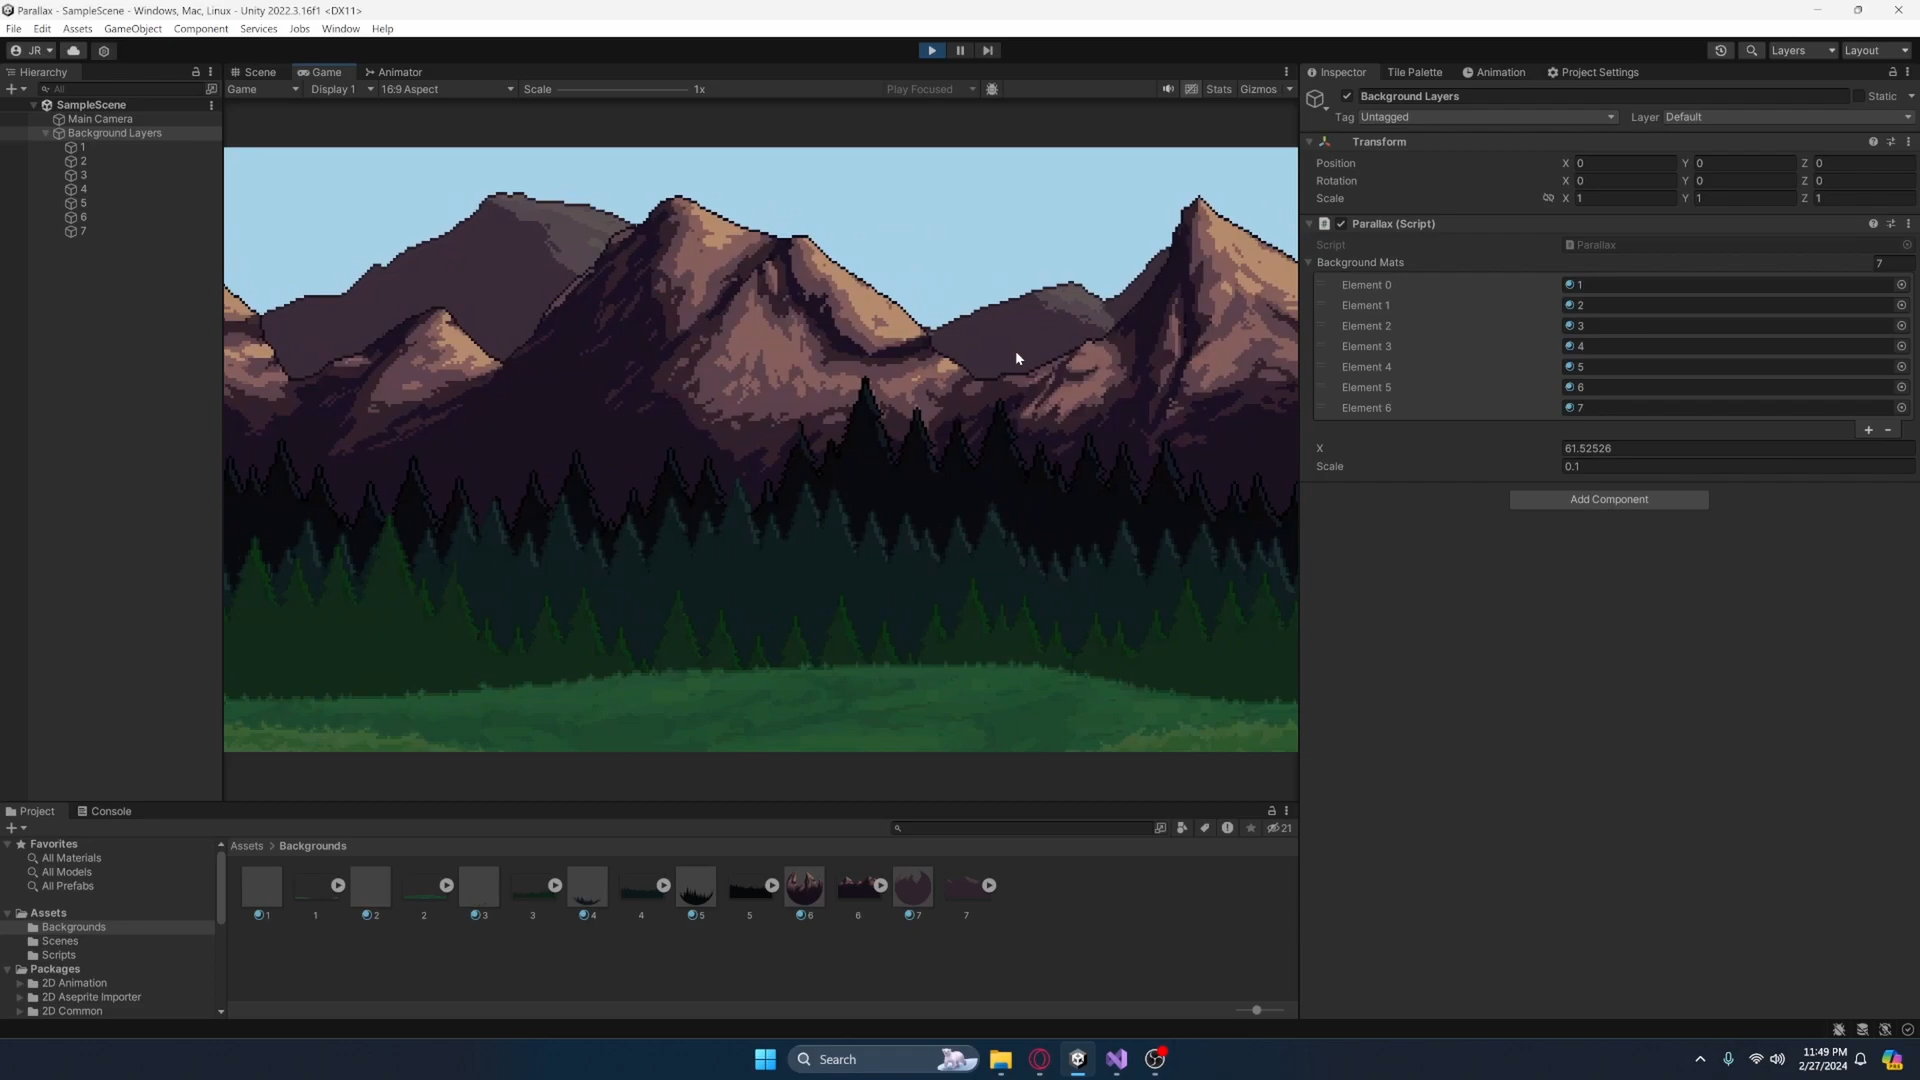 Parallax - SampleScene - Windows, Mac, Linux - Unity 2022.3.16f1 <DX11>
File Edit Assets GameObject Component Services Jobs Window Help
JR Layers Layout
Hierarchy
All
SampleScene
Main Camera
Background Layers
1
2
3
4
5
6
7
Scene Game Animator
Game Display 1 16:9 Aspect Scale 1x Play Focused Stats Gizmos
Inspector Tile Palette Animation Project Settings
Background Layers Static
Tag Untagged Layer Default
Transform
Position X 0 Y 0 Z 0
Rotation X 0 Y 0 Z 0
Scale X 1 Y 1 Z 1
# Parallax (Script)
Script Parallax
Background Mats 7
Element 0 1
Element 1 2
Element 2 3
Element 3 4
Element 4 5
Element 5 6
Element 6 7
+ -
X 61.52526
Scale 0.1
Add Component
Project Console
21
Favorites
All Materials
All Models
All Prefabs
Assets
Backgrounds
Scenes
Scripts
Packages
2D Animation
2D Aseprite Importer
2D Common
Assets > Backgrounds
1 1 2 2 3 3 4 4 5 5 6 6 7 7
Search
11:49 PM
2/27/2024